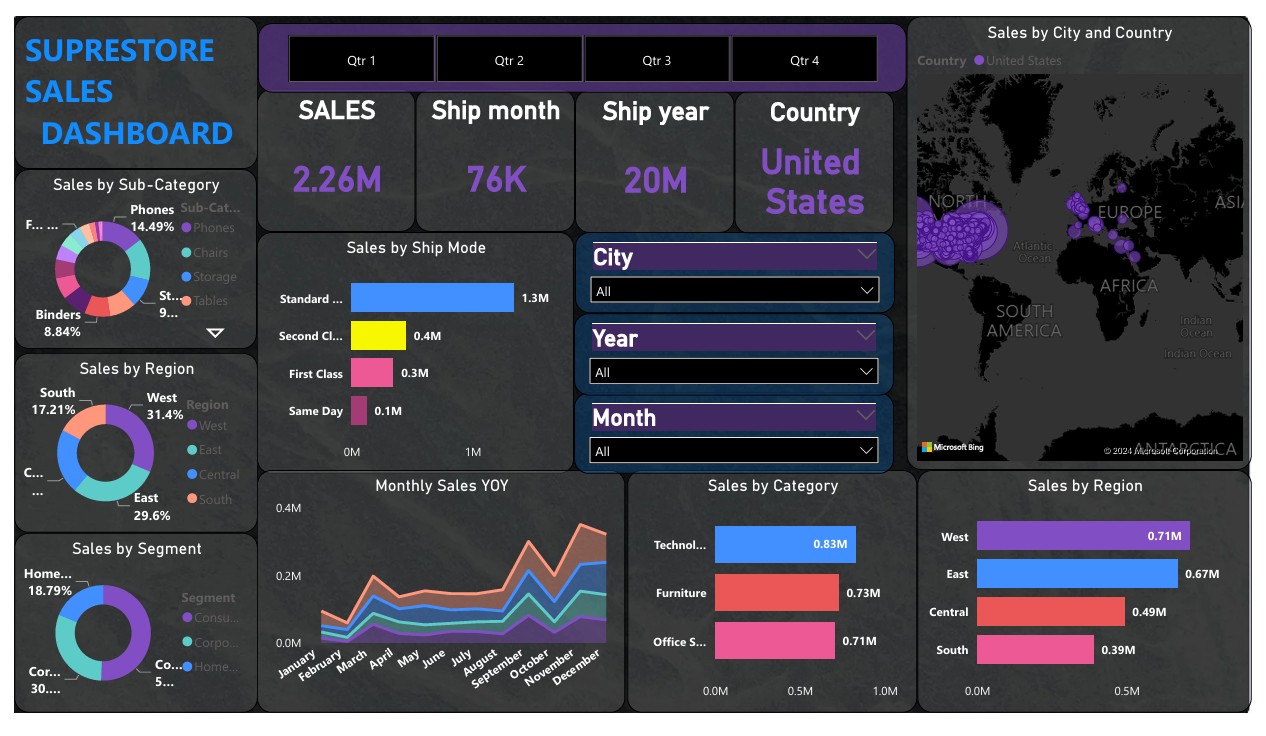 SUPRESTORE
SALES
DASHBOARD
Qtr 1
Qtr 2
Qtr 3
Qtr 4
SALES
2.26M
Ship month
76K
Ship year
20M
Country
United
States
Sales by City and Country
Country
United States
NORTH
EUROPE
ASIA
Atlantic
Ocean
AFRICA
SOUTH
AMERICA
Indian
Ocean
Indian Ocean
ANTARCTICA
Microsoft Bing
© 2024 Microsoft Corporation
Sales by Sub-Category
Sub-Cat...
Phones
Chairs
Storage
Tables
Phones
14.49%
F... ...
St...
9...
Binders
8.84%
Sales by Region
Region
West
East
Central
South
South
17.21%
West
31.4%
C...
...
East
29.6%
Sales by Segment
Segment
Consu...
Corpo...
Home...
Home...
18.79%
Cor...
30....
Co...
5...
Sales by Ship Mode
Standard ...
1.3M
Second Cl...
0.4M
First Class
0.3M
Same Day
0.1M
0M
1M
City
All
Year
All
Month
All
Monthly Sales YOY
0.4M
0.2M
0.0M
January
February
March
April
May
June
July
August
September
October
November
December
Sales by Category
Technol...
0.83M
Furniture
0.73M
Office S...
0.71M
0.0M
0.5M
1.0M
Sales by Region
West
0.71M
East
0.67M
Central
0.49M
South
0.39M
0.0M
0.5M